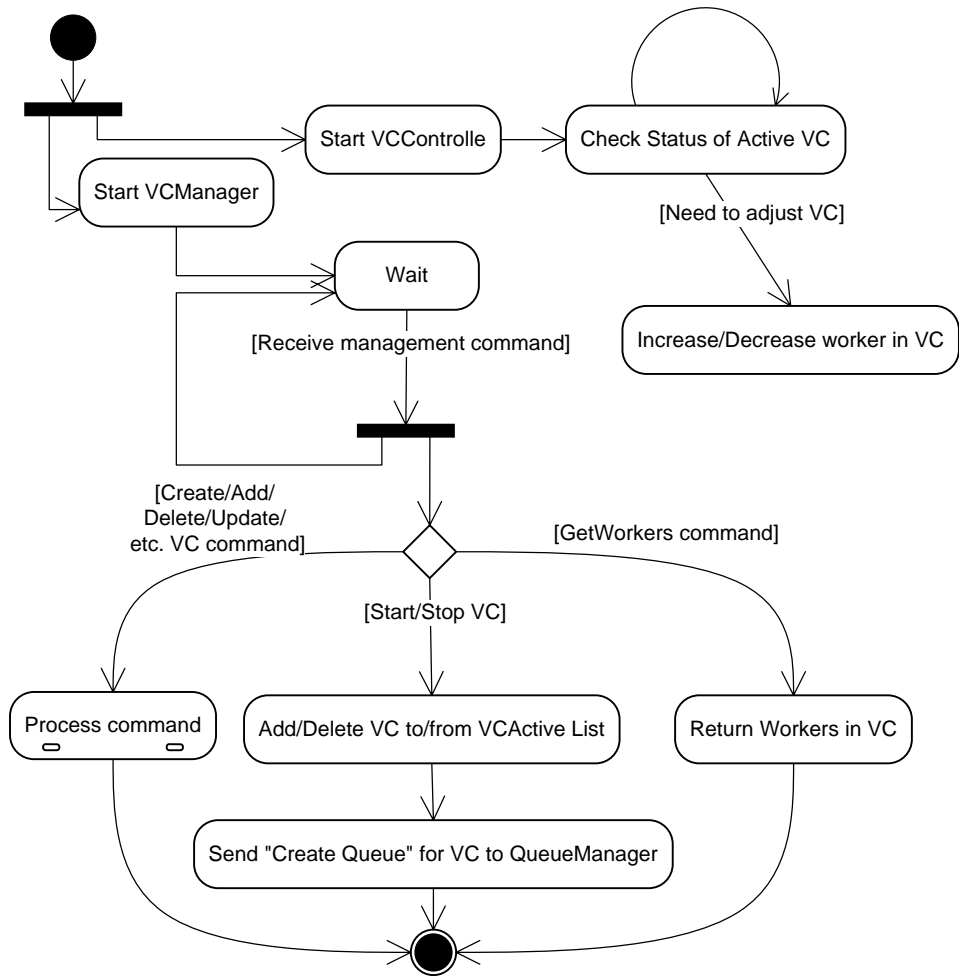 Start VCControlle
Check Status of Active VC
Start VCManager
[Need to adjust VC]
Wait
Increase/Decrease worker in VC
[Receive management command]
[Create/Add/
Delete/Update/
etc. VC command]
[GetWorkers command]
[Start/Stop VC]
Process command
Add/Delete VC to/from VCActive List
Return Workers in VC
Send "Create Queue" for VC to QueueManager